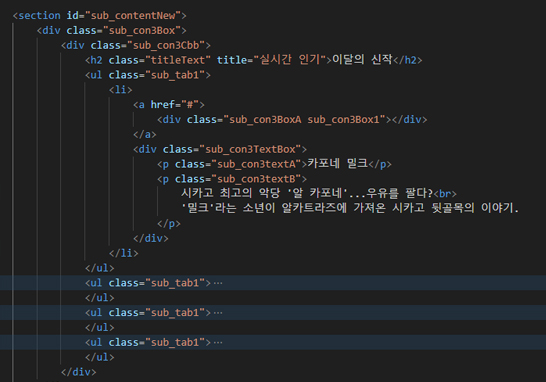 <section id="sub_contentNew">
<div class="sub_con3Box">
<div class="sub_con3Cbb">
<h2 class="titleText" title="실시간 인기">이달의 신작</h2>
<ul class="sub_tab1">
<li>
<a href="#">
<div class="sub_con3BoxA sub_con3Box1"></div>
</a>
<div class="sub_con3TextBox">
<p class="sub_con3textA">카포네 밀크</p>
<p class="sub_con3textB">
시카고 최고의 악당 '알 카포네'...우유를 팔다?<br>
'밀크'라는 소년이 알카트라즈에 가져온 시카고 뒷골목의 이야기.
</p>
</div>
</li>
</ul>
<ul class="sub_tab1">…
</ul>
<ul class="sub_tab1">…
</ul>
<ul class="sub_tab1">…
</ul>
</div>